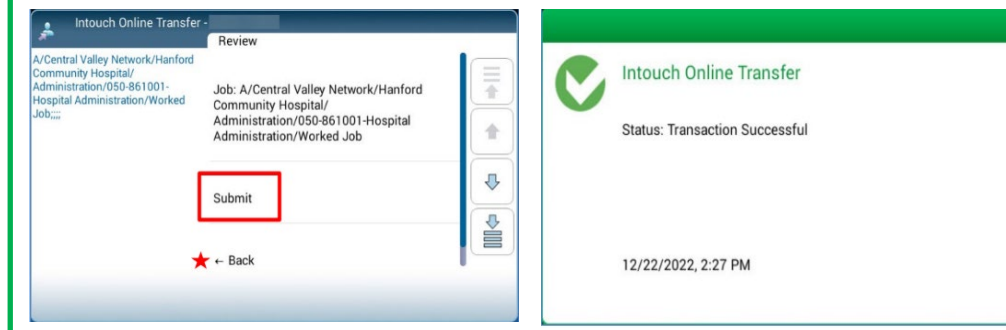 Intouch Online Transfer -
Review
A/Central Valley Network/Hanford
Community Hospital/
Administration/050-861001-
Hospital Administration/Worked
Job;;;;
Job: A/Central Valley Network/Hanford
Community Hospital/
Administration/050-861001-Hospital
Administration/Worked Job
Submit
← Back
Intouch Online Transfer
Status: Transaction Successful
12/22/2022, 2:27 PM